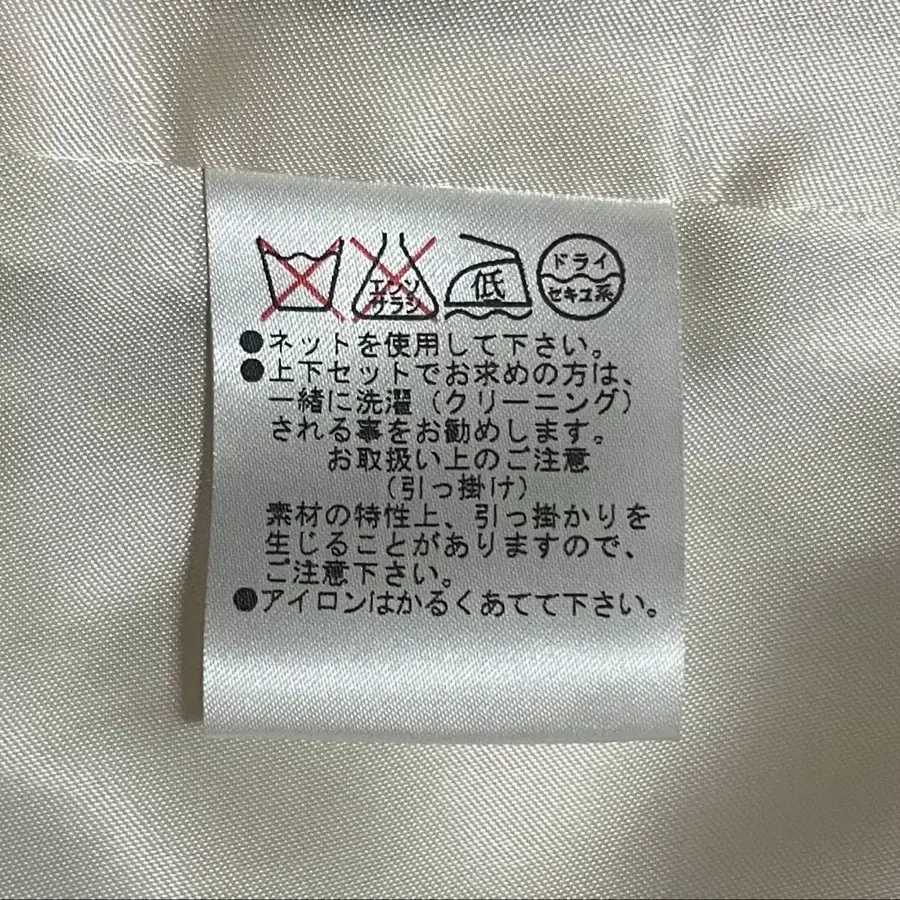 エンソ
サラシ
低
ドライ
セキユ系
●ネットを使用して下さい。
●上下セットでお求めの方は、
一緒に洗濯（クリーニング）
される事をお勧めします。
お取扱い上のご注意
（引っ掛け）
素材の特性上、引っ掛かりを
生じることがありますので、
ご注意下さい。
●アイロンはかるくあてて下さい。